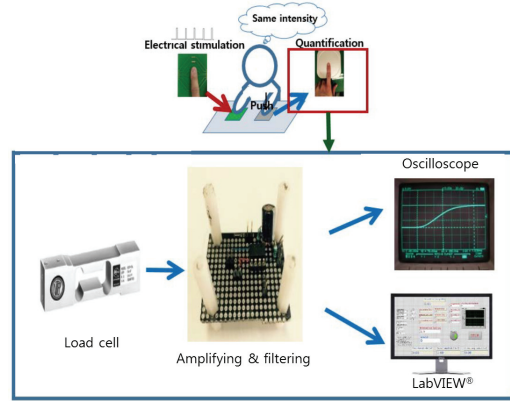 Same intensity
Electrical stimulation
Quantification
Push
Oscilloscope
Load cell
Amplifying & filtering
LabVIEW®